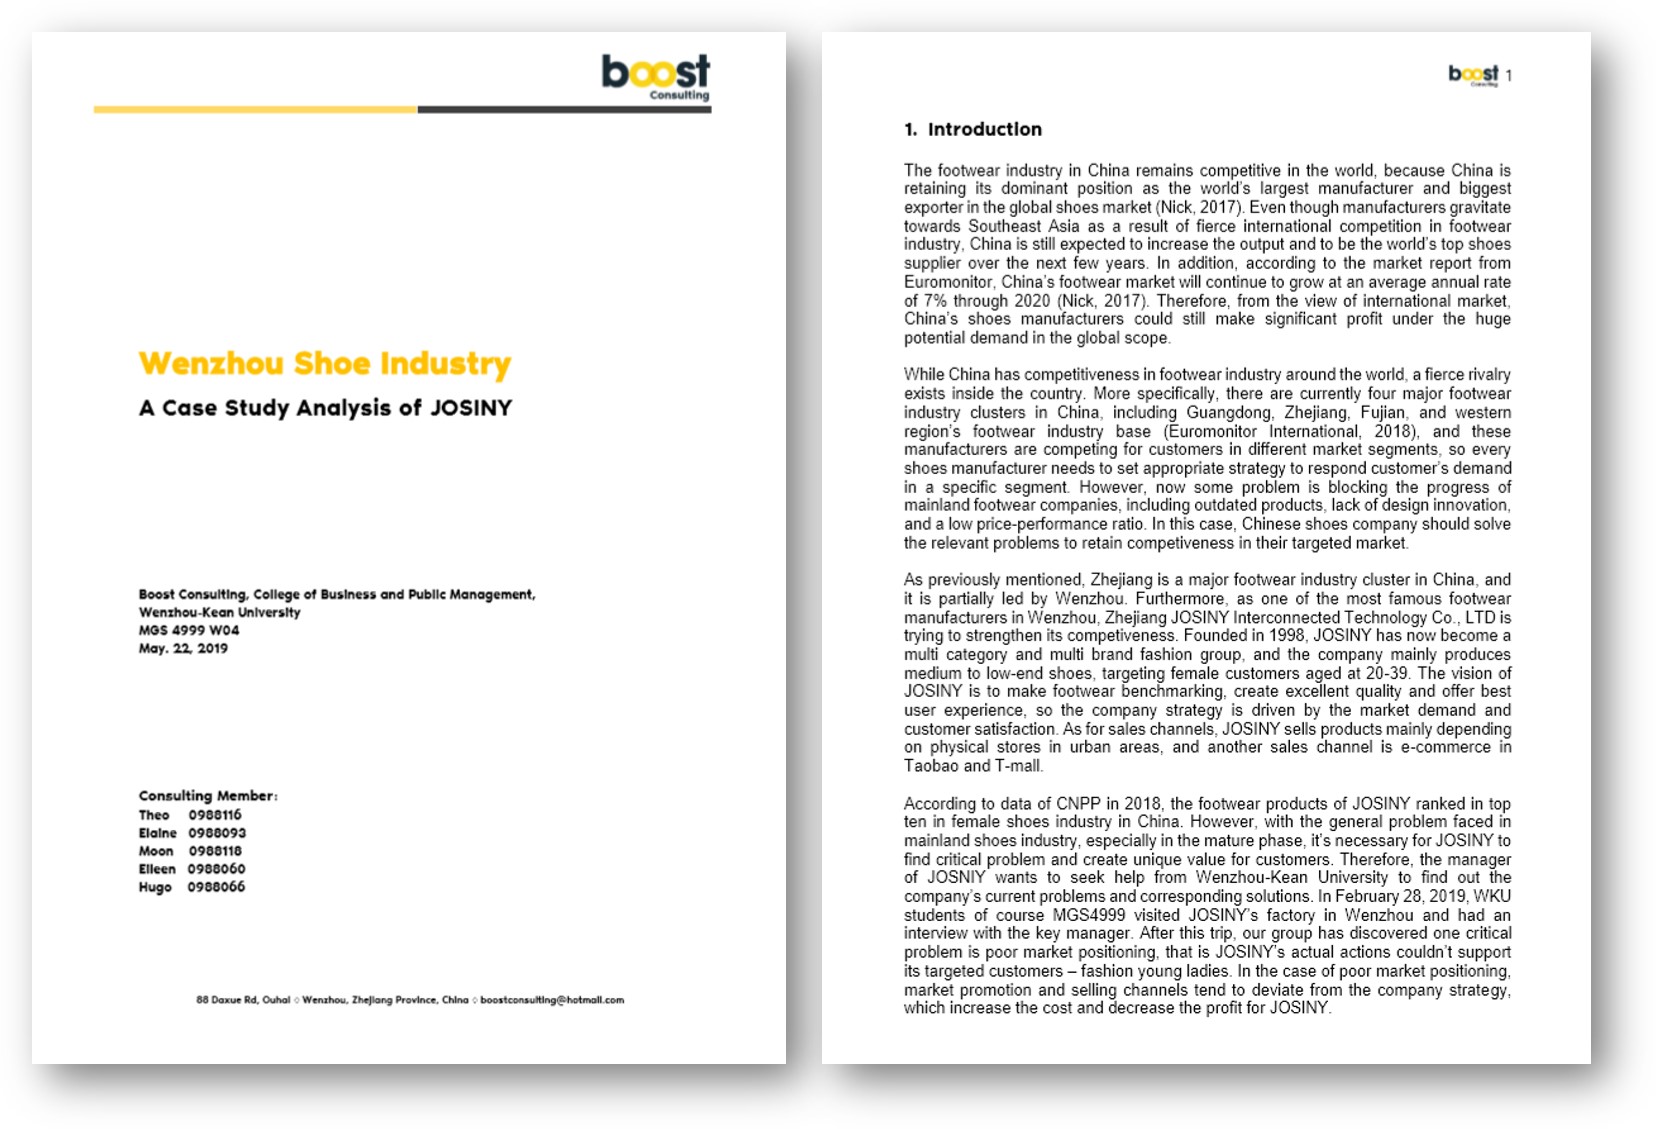 boost
Consulting
Wenzhou Shoe Industry
A Case Study Analysis of JOSINY
Boost Consulting, College of Business and Public Management,
Wenzhou-Kean University
MGS 4999 W04
May. 22, 2019
Consulting Member:
Theo 0988116
Elaine 0988093
Moon 0988118
Eileen 0988060
Hugo 0988066
88 Daxue Rd, Ouhai ◇ Wenzhou, Zhejiang Province, China ◇ boostconsulting@hotmail.com
boost 1
Consulting
1. Introduction
The footwear industry in China remains competitive in the world, because China is
retaining its dominant position as the world's largest manufacturer and biggest
exporter in the global shoes market (Nick, 2017). Even though manufacturers gravitate
towards Southeast Asia as a result of fierce international competition in footwear
industry, China is still expected to increase the output and to be the world's top shoes
supplier over the next few years. In addition, according to the market report from
Euromonitor, China's footwear market will continue to grow at an average annual rate
of 7% through 2020 (Nick, 2017). Therefore, from the view of international market,
China's shoes manufacturers could still make significant profit under the huge
potential demand in the global scope.
While China has competitiveness in footwear industry around the world, a fierce rivalry
exists inside the country. More specifically, there are currently four major footwear
industry clusters in China, including Guangdong, Zhejiang, Fujian, and western
region's footwear industry base (Euromonitor International, 2018), and these
manufacturers are competing for customers in different market segments, so every
shoes manufacturer needs to set appropriate strategy to respond customer's demand
in a specific segment. However, now some problem is blocking the progress of
mainland footwear companies, including outdated products, lack of design innovation,
and a low price-performance ratio. In this case, Chinese shoes company should solve
the relevant problems to retain competiveness in their targeted market.
As previously mentioned, Zhejiang is a major footwear industry cluster in China, and
it is partially led by Wenzhou. Furthermore, as one of the most famous footwear
manufacturers in Wenzhou, Zhejiang JOSINY Interconnected Technology Co., LTD is
trying to strengthen its competiveness. Founded in 1998, JOSINY has now become a
multi category and multi brand fashion group, and the company mainly produces
medium to low-end shoes, targeting female customers aged at 20-39. The vision of
JOSINY is to make footwear benchmarking, create excellent quality and offer best
user experience, so the company strategy is driven by the market demand and
customer satisfaction. As for sales channels, JOSINY sells products mainly depending
on physical stores in urban areas, and another sales channel is e-commerce in
Taobao and T-mall.
According to data of CNPP in 2018, the footwear products of JOSINY ranked in top
ten in female shoes industry in China. However, with the general problem faced in
mainland shoes industry, especially in the mature phase, it's necessary for JOSINY to
find critical problem and create unique value for customers. Therefore, the manager
of JOSNIY wants to seek help from Wenzhou-Kean University to find out the
company's current problems and corresponding solutions. In February 28, 2019, WKU
students of course MGS4999 visited JOSINY's factory in Wenzhou and had an
interview with the key manager. After this trip, our group has discovered one critical
problem is poor market positioning, that is JOSINY's actual actions couldn't support
its targeted customers – fashion young ladies. In the case of poor market positioning,
market promotion and selling channels tend to deviate from the company strategy,
which increase the cost and decrease the profit for JOSINY.